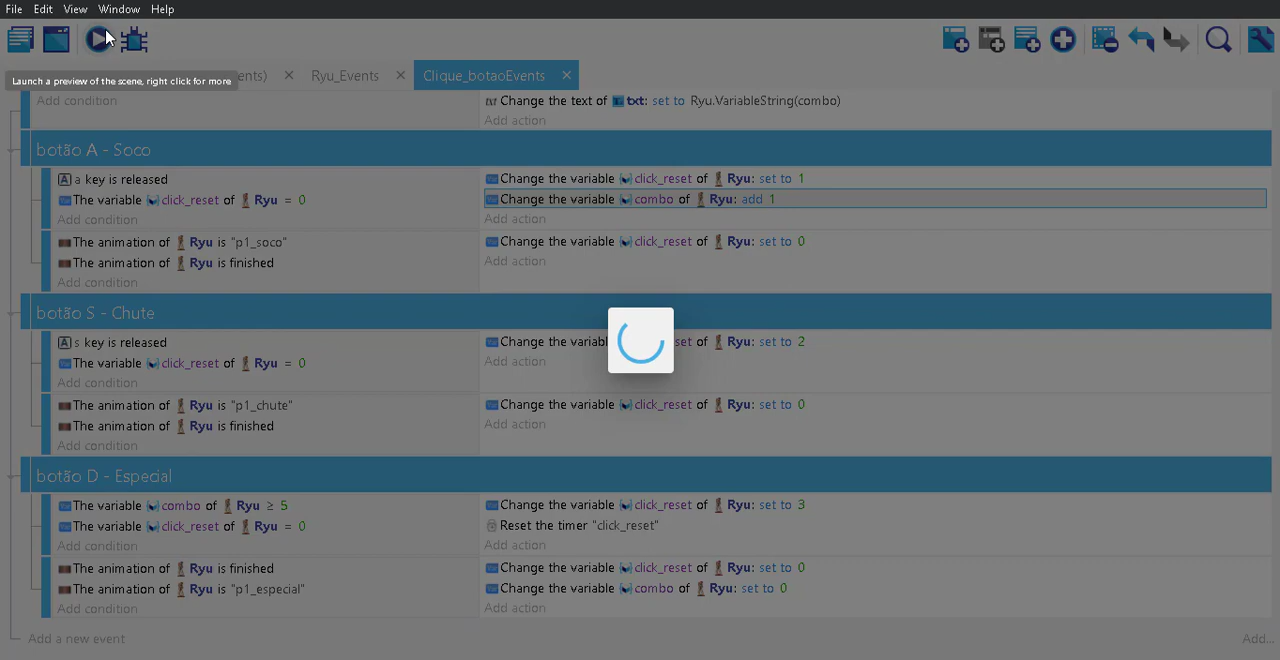 File Edit View Window Help
Launch a preview of the scene, right click for more
ents) Ryu_Events Clique_botaoEvents
Add condition
Change the text of txt: set to Ryu.VariableString(combo)
Add action
botão A - Soco
A a key is released
The variable click_reset of Ryu = 0
Add condition
Change the variable click_reset of Ryu: set to 1
Change the variable combo of Ryu: add 1
Add action
The animation of Ryu is "p1_soco"
The animation of Ryu is finished
Add condition
Change the variable click_reset of Ryu: set to 0
Add action
botão S - Chute
A s key is released
The variable click_reset of Ryu = 0
Add condition
Change the variable set of Ryu: set to 2
Add action
The animation of Ryu is "p1_chute"
The animation of Ryu is finished
Add condition
Change the variable click_reset of Ryu: set to 0
Add action
botão D - Especial
The variable combo of Ryu ≥ 5
The variable click_reset of Ryu = 0
Add condition
Change the variable click_reset of Ryu: set to 3
Reset the timer "click_reset"
Add action
The animation of Ryu is finished
The animation of Ryu is "p1_especial"
Add condition
Change the variable click_reset of Ryu: set to 0
Change the variable combo of Ryu: set to 0
Add action
Add a new event
Add...